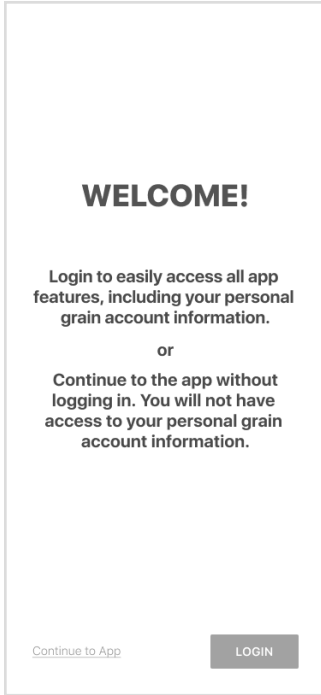 WELCOME!
Login to easily access all app
features, including your personal
grain account information.
or
Continue to the app without
logging in. You will not have
access to your personal grain
account information.
Continue to App
LOGIN